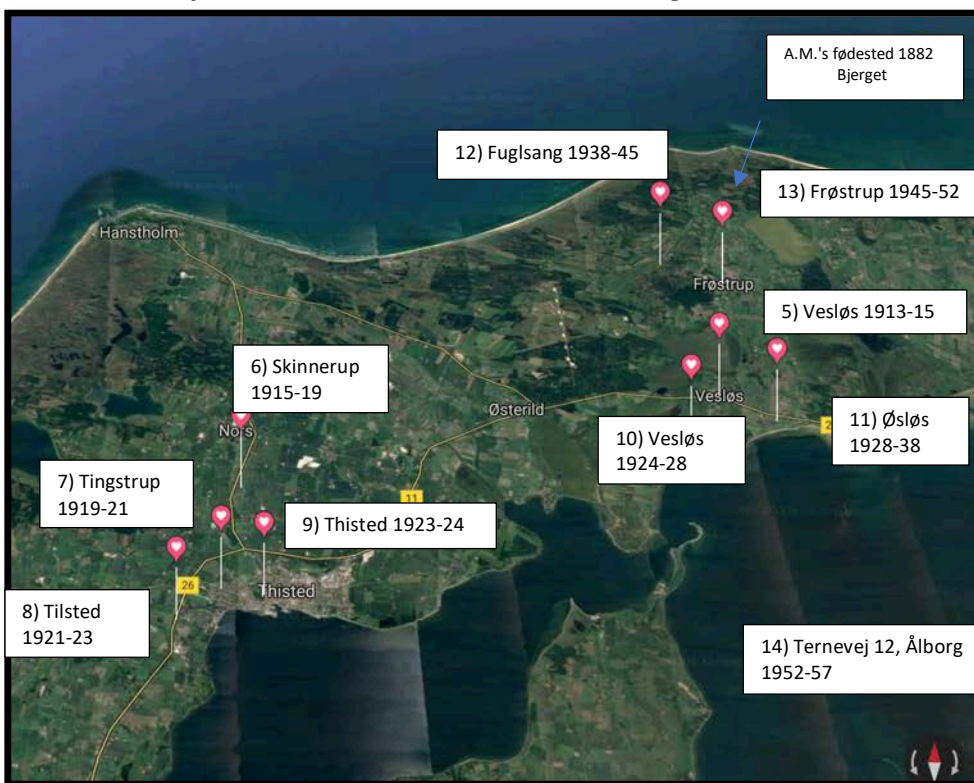 A.M.'s fødested 1882
Bjerget
12) Fuglsang 1938-45
13) Frøstrup 1945-52
Hanstholm
Frøstrup
5) Vesløs 1913-15
6) Skinnerup
1915-19
Nors
Østerild
Vesløs
10) Vesløs
1924-28
11) Øsløs
1928-38
7) Tingstrup
1919-21
11
9) Thisted 1923-24
26
Thisted
8) Tilsted
1921-23
14) Ternevej 12, Ålborg
1952-57